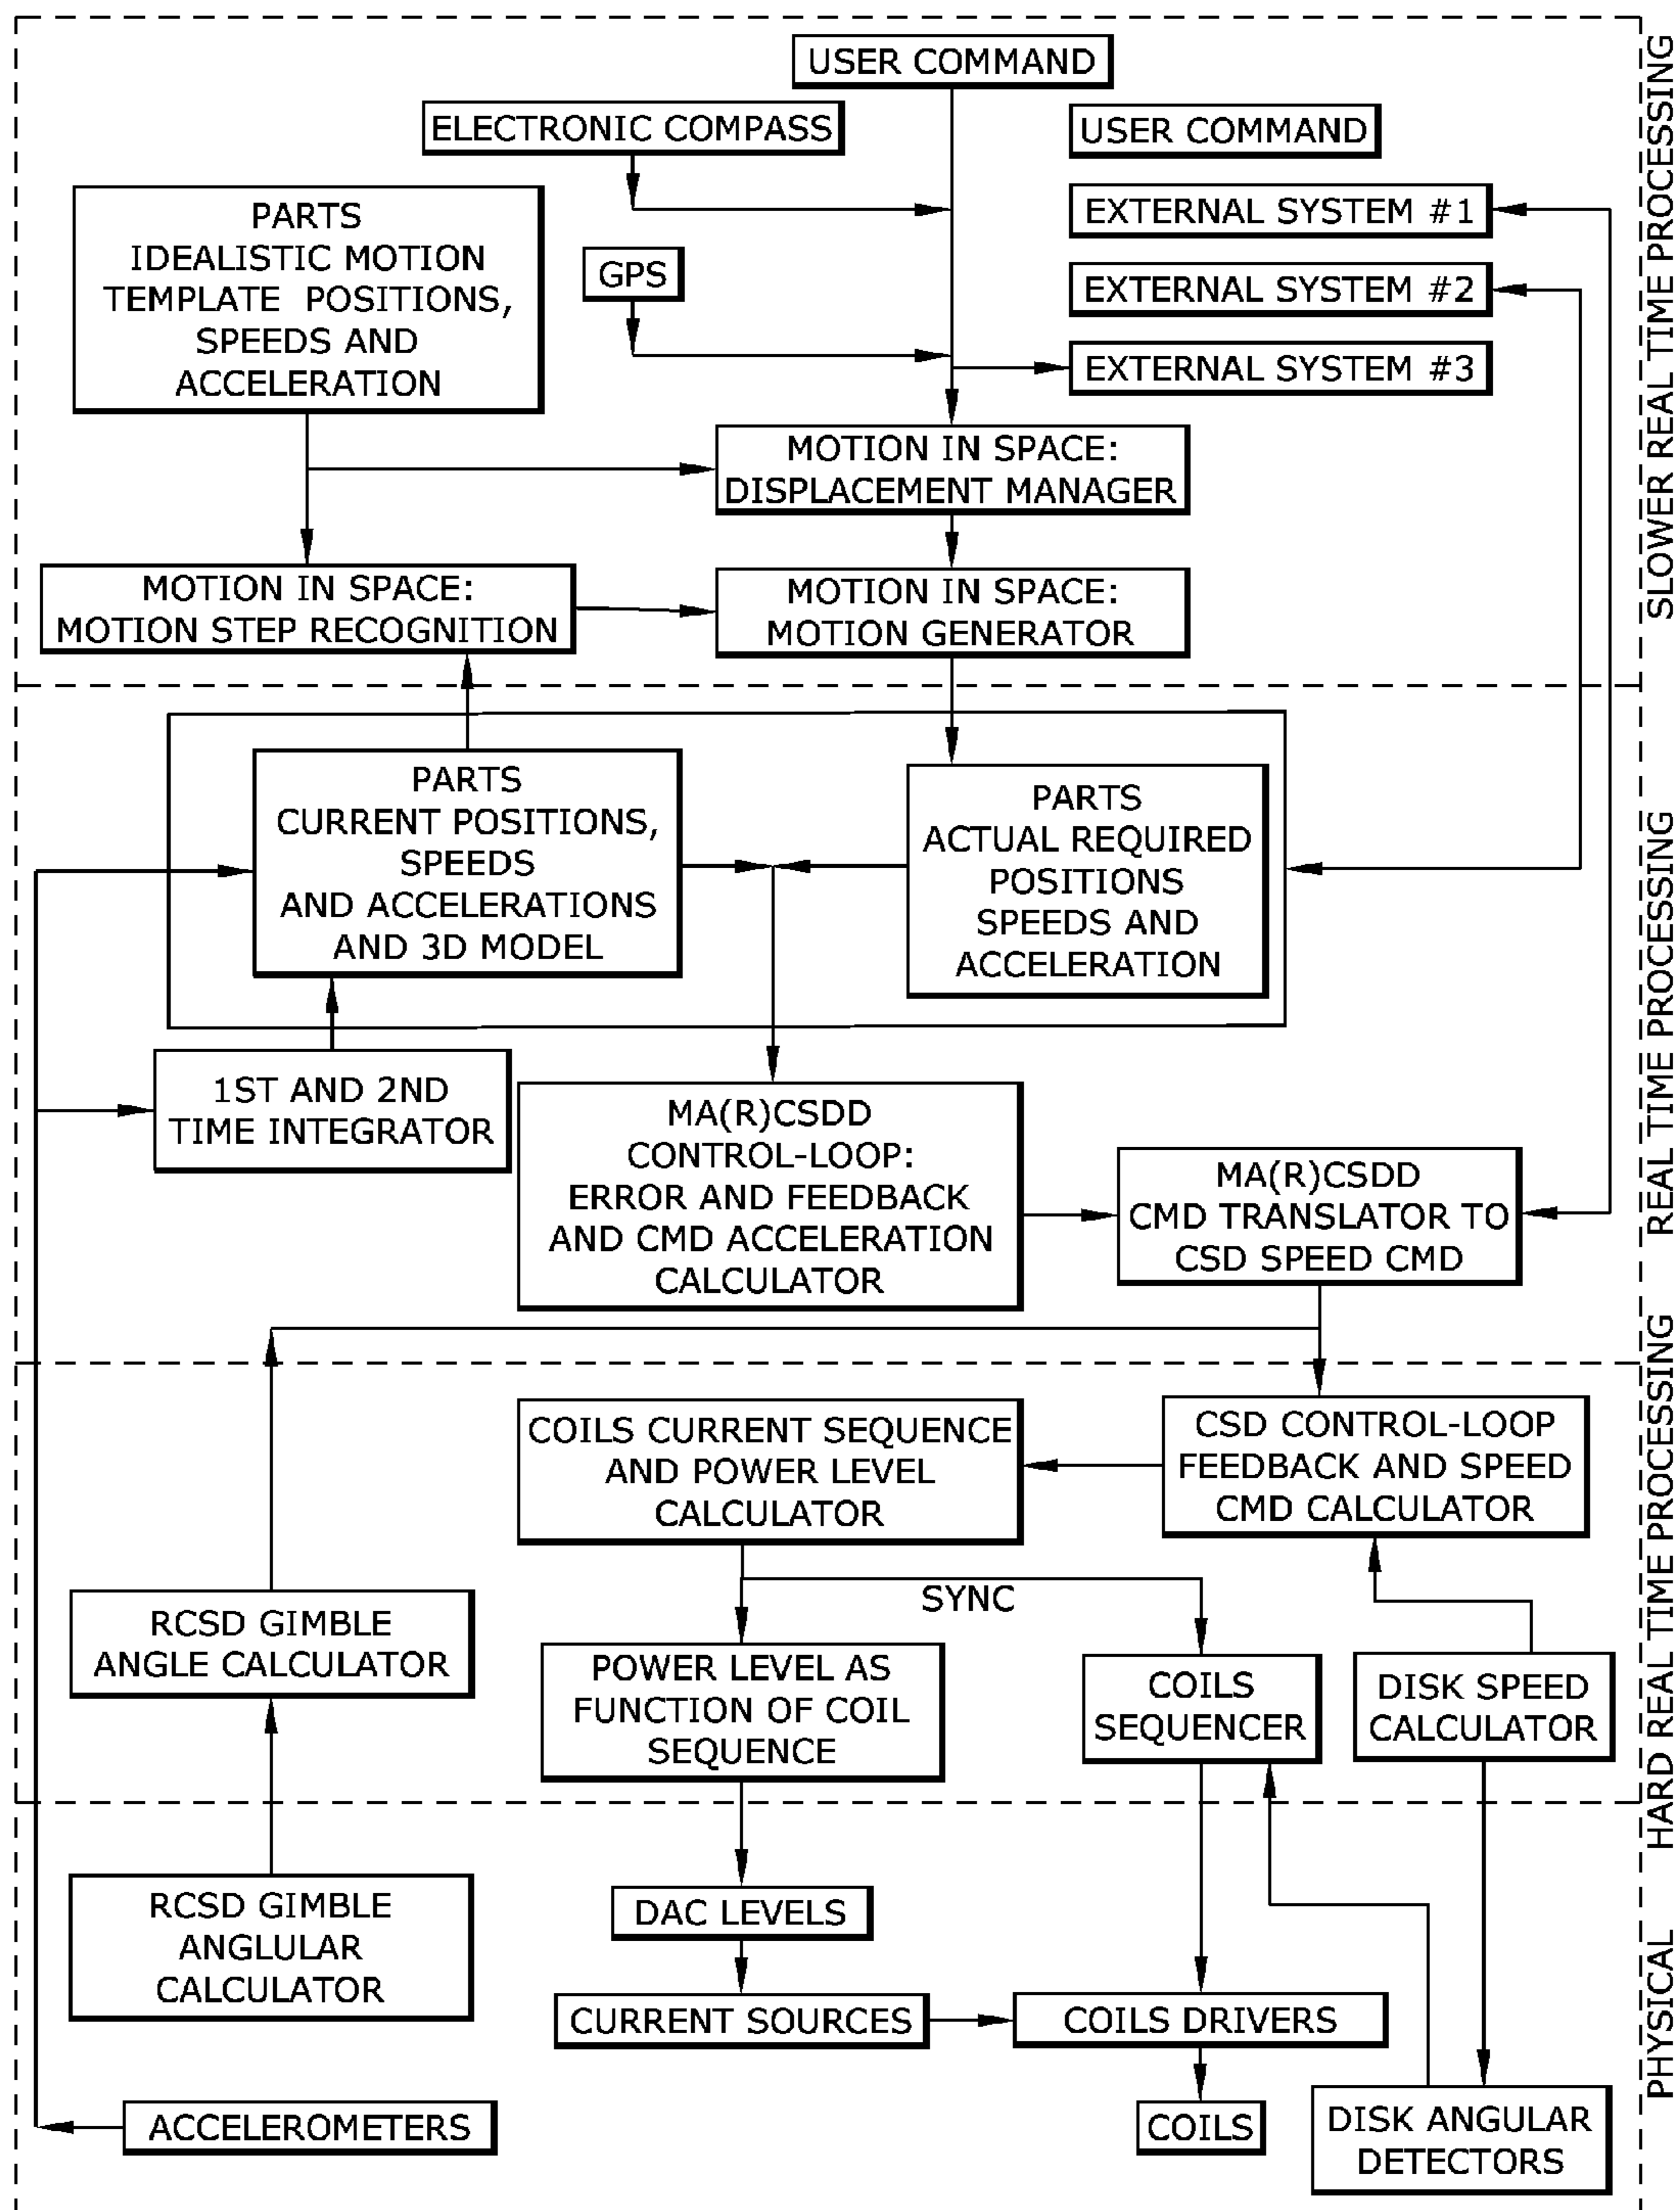 USER COMMAND
ELECTRONIC COMPASS
USER COMMAND
PARTS
IDEALISTIC MOTION
TEMPLATE POSITIONS,
SPEEDS AND
ACCELERATION
EXTERNAL SYSTEM #1
GPS
EXTERNAL SYSTEM #2
EXTERNAL SYSTEM #3
MOTION IN SPACE:
DISPLACEMENT MANAGER
MOTION IN SPACE:
MOTION STEP RECOGNITION
MOTION IN SPACE:
MOTION GENERATOR
SLOWER REAL TIME PROCESSING
PARTS
CURRENT POSITIONS,
SPEEDS
AND ACCELERATIONS
AND 3D MODEL
PARTS
ACTUAL REQUIRED
POSITIONS
SPEEDS AND
ACCELERATION
1ST AND 2ND
TIME INTEGRATOR
MA(R)CSDD
CONTROL-LOOP:
ERROR AND FEEDBACK
AND CMD ACCELERATION
CALCULATOR
MA(R)CSDD
CMD TRANSLATOR TO
CSD SPEED CMD
REAL TIME PROCESSING
COILS CURRENT SEQUENCE
AND POWER LEVEL
CALCULATOR
CSD CONTROL-LOOP
FEEDBACK AND SPEED
CMD CALCULATOR
SYNC
RCSD GIMBLE
ANGLE CALCULATOR
POWER LEVEL AS
FUNCTION OF COIL
SEQUENCE
COILS
SEQUENCER
DISK SPEED
CALCULATOR
HARD REAL TIME PROCESSING
RCSD GIMBLE
ANGLULAR
CALCULATOR
DAC LEVELS
CURRENT SOURCES
COILS DRIVERS
ACCELEROMETERS
COILS
DISK ANGULAR
DETECTORS
PHYSICAL